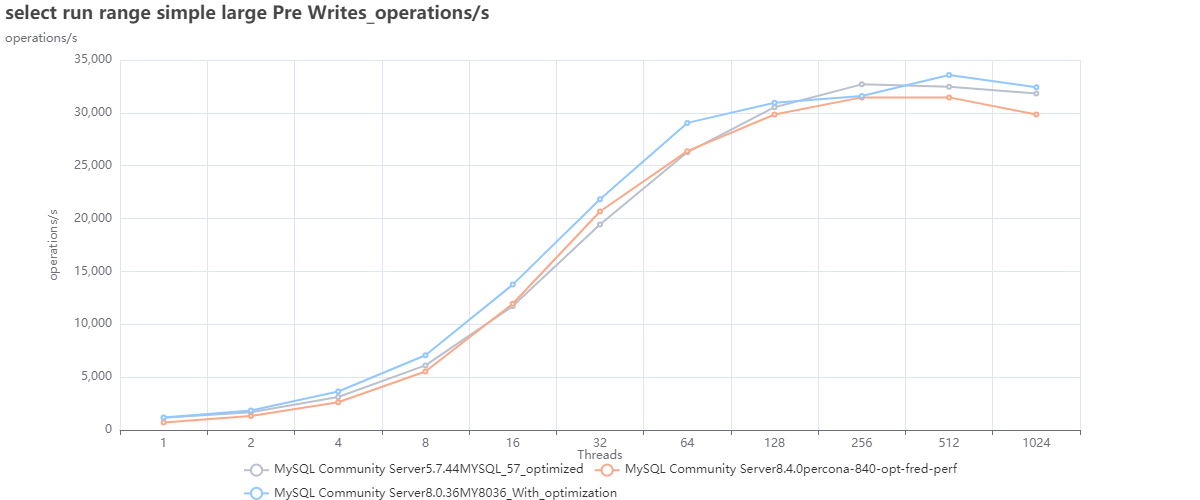 select run range simple large Pre Writes_operations/s
operations/s
35,000
30,000
25,000
20,000
15,000
10,000
5,000
0
operations/s
1 2 4 8 16 32 64 128 256 512 1024
Threads
MySQL Community Server5.7.44MYSQL_57_optimized MySQL Community Server8.4.0percona-840-opt-fred-perf
MySQL Community Server8.0.36MY8036_With_optimization